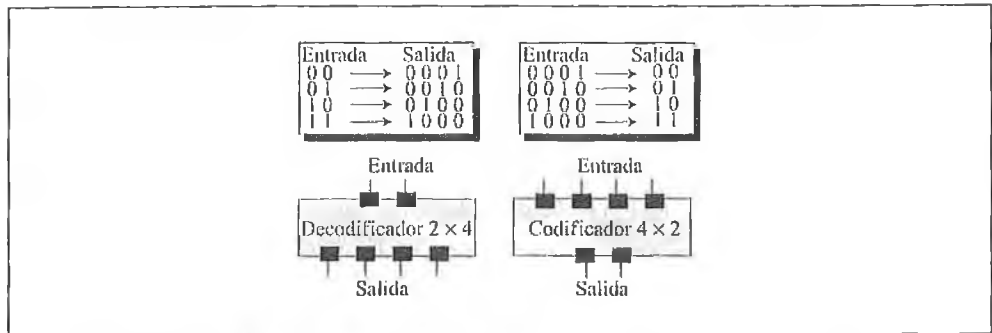 Entrada Salida
0 0 → 0 0 0 1
0 1 → 0 0 1 0
1 0 → 0 1 0 0
1 1 → 1 0 0 0
Entrada Salida
0 0 0 1 → 0 0
0 0 1 0 → 0 1
0 1 0 0 → 1 0
1 0 0 0 → 1 1
Entrada
Decodificador 2 × 4
Salida
Entrada
Codificador 4 × 2
Salida